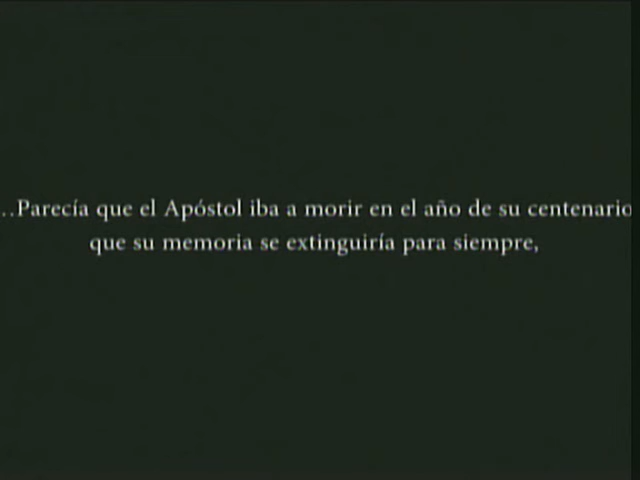 ..Parecía que el Apóstol iba a morir en el año de su centenario
que su memoria se extinguiría para siempre,